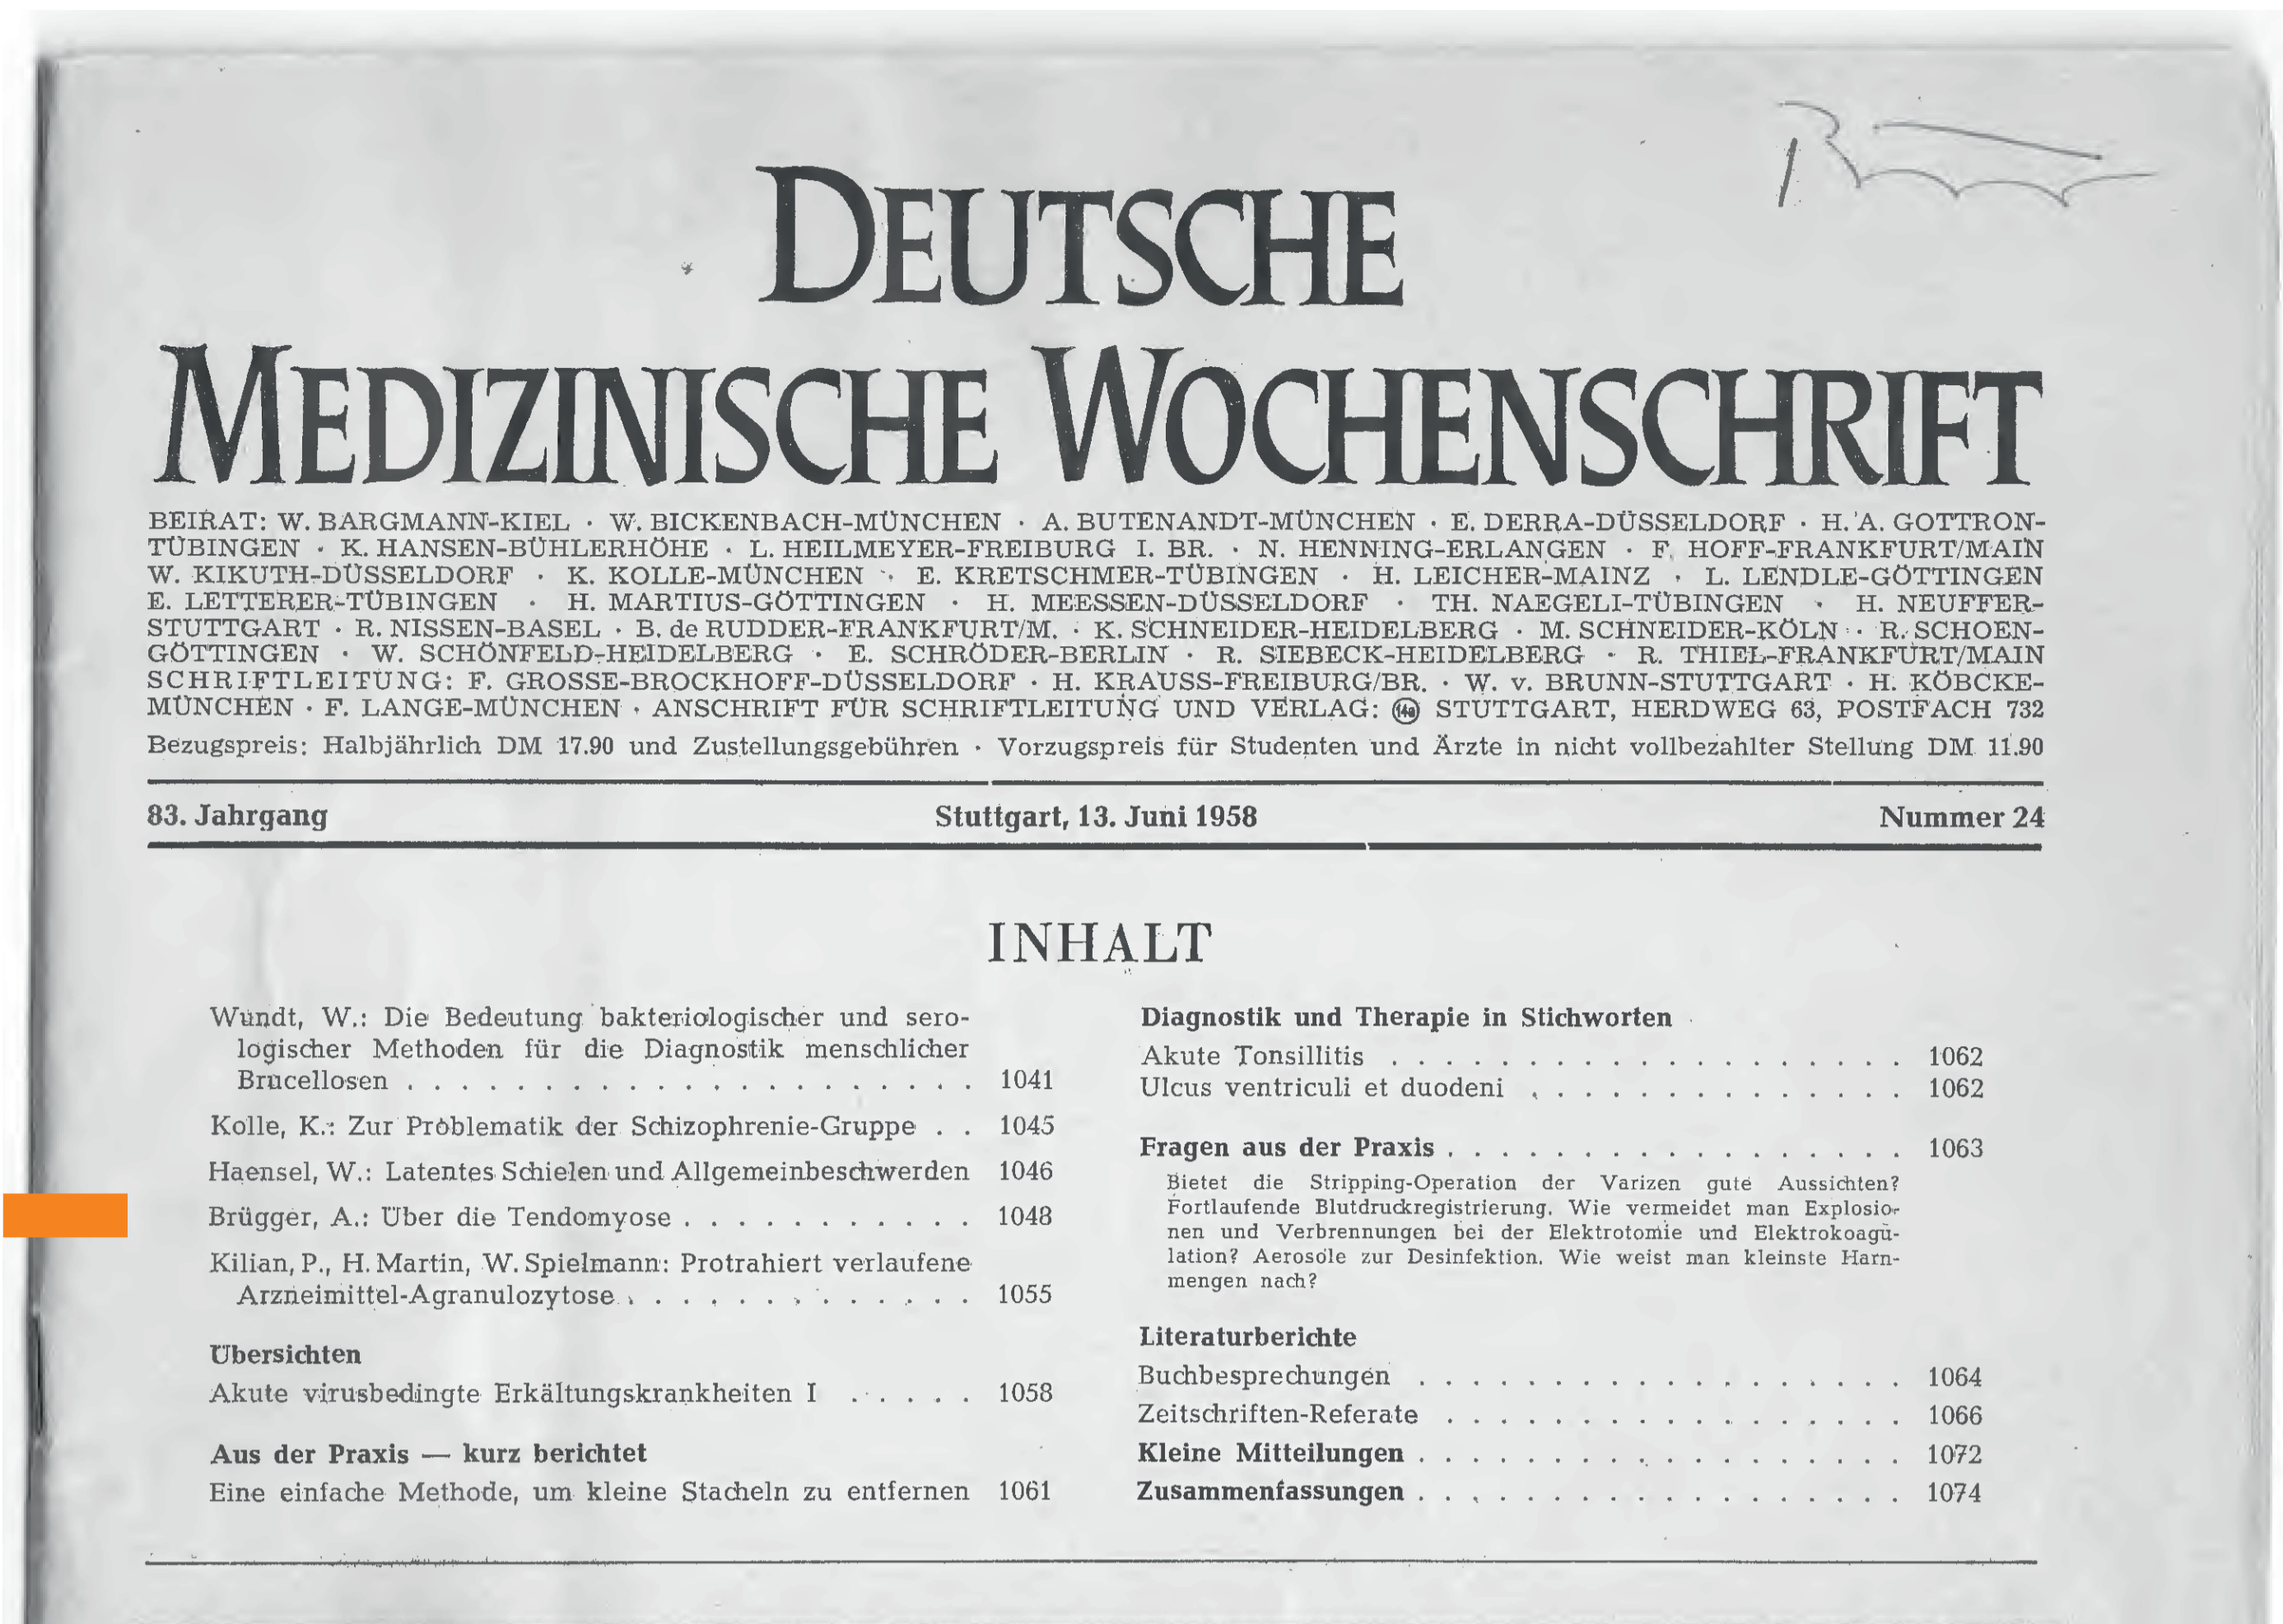 DEUTSCHE
MEDIZINISCHE WOCHENSCHRIFT
BEIRAT: W. BARGMANN-KIEL · W. BICKENBACH-MÜNCHEN · A. BUTENANDT-MÜNCHEN · E. DERRA-DÜSSELDORF · H. A. GOTTRON-
TÜBINGEN · K. HANSEN-BÜHLERHÖHE · L. HEILMEYER-FREIBURG I. BR. · N. HENNING-ERLANGEN · F. HOFF-FRANKFURT/MAIN
W. KIKUTH-DÜSSELDORF · K. KOLLE-MÜNCHEN · E. KRETSCHMER-TÜBINGEN · H. LEICHER-MAINZ · L. LENDLE-GÖTTINGEN
E. LETTERER-TÜBINGEN · H. MARTIUS-GÖTTINGEN · H. MEESSEN-DÜSSELDORF · TH. NAEGELI-TÜBINGEN · H. NEUFFER-
STUTTGART · R. NISSEN-BASEL · B. de RUDDER-FRANKFURT/M. · K. SCHNEIDER-HEIDELBERG · M. SCHNEIDER-KÖLN · R. SCHOEN-
GÖTTINGEN · W. SCHÖNFELD-HEIDELBERG · E. SCHRÖDER-BERLIN · R. SIEBECK-HEIDELBERG · R. THIEL-FRANKFURT/MAIN
SCHRIFTLEITUNG: F. GROSSE-BROCKHOFF-DÜSSELDORF · H. KRAUSS-FREIBURG/BR. · W. v. BRUNN-STUTTGART · H. KÖBCKE-
MÜNCHEN · F. LANGE-MÜNCHEN · ANSCHRIFT FÜR SCHRIFTLEITUNG UND VERLAG: 14a STUTTGART, HERDWEG 63, POSTFACH 732
Bezugspreis: Halbjährlich DM 17.90 und Zustellungsgebühren · Vorzugspreis für Studenten und Ärzte in nicht vollbezahlter Stellung DM 11.90
83. Jahrgang Stuttgart, 13. Juni 1958 Nummer 24
INHALT
Wundt, W.: Die Bedeutung bakteriologischer und sero-
logischer Methoden für die Diagnostik menschlicher
Brucellosen . . . . . . . . . . . . . . . . . . . . . 1041
Kolle, K.: Zur Problematik der Schizophrenie-Gruppe . . 1045
Haensel, W.: Latentes Schielen und Allgemeinbeschwerden 1046
Brügger, A.: Über die Tendomyose . . . . . . . . . . . 1048
Kilian, P., H. Martin, W. Spielmann: Protrahiert verlaufene
Arzneimittel-Agranulozytose . . . . . . . . . . . . . 1055
Übersichten
Akute virusbedingte Erkältungskrankheiten I . . . . . 1058
Aus der Praxis — kurz berichtet
Eine einfache Methode, um kleine Stacheln zu entfernen 1061
Diagnostik und Therapie in Stichworten
Akute Tonsillitis . . . . . . . . . . . . . . . . . . . 1062
Ulcus ventriculi et duodeni . . . . . . . . . . . . . . 1062
Fragen aus der Praxis . . . . . . . . . . . . . . . . . 1063
Bietet die Stripping-Operation der Varizen gute Aussichten?
Fortlaufende Blutdruckregistrierung. Wie vermeidet man Explosio-
nen und Verbrennungen bei der Elektrotomie und Elektrokoagu-
lation? Aerosole zur Desinfektion. Wie weist man kleinste Harn-
mengen nach?
Literaturberichte
Buchbesprechungen . . . . . . . . . . . . . . . . . . 1064
Zeitschriften-Referate . . . . . . . . . . . . . . . . . 1066
Kleine Mitteilungen . . . . . . . . . . . . . . . . . . 1072
Zusammenfassungen . . . . . . . . . . . . . . . . . . 1074